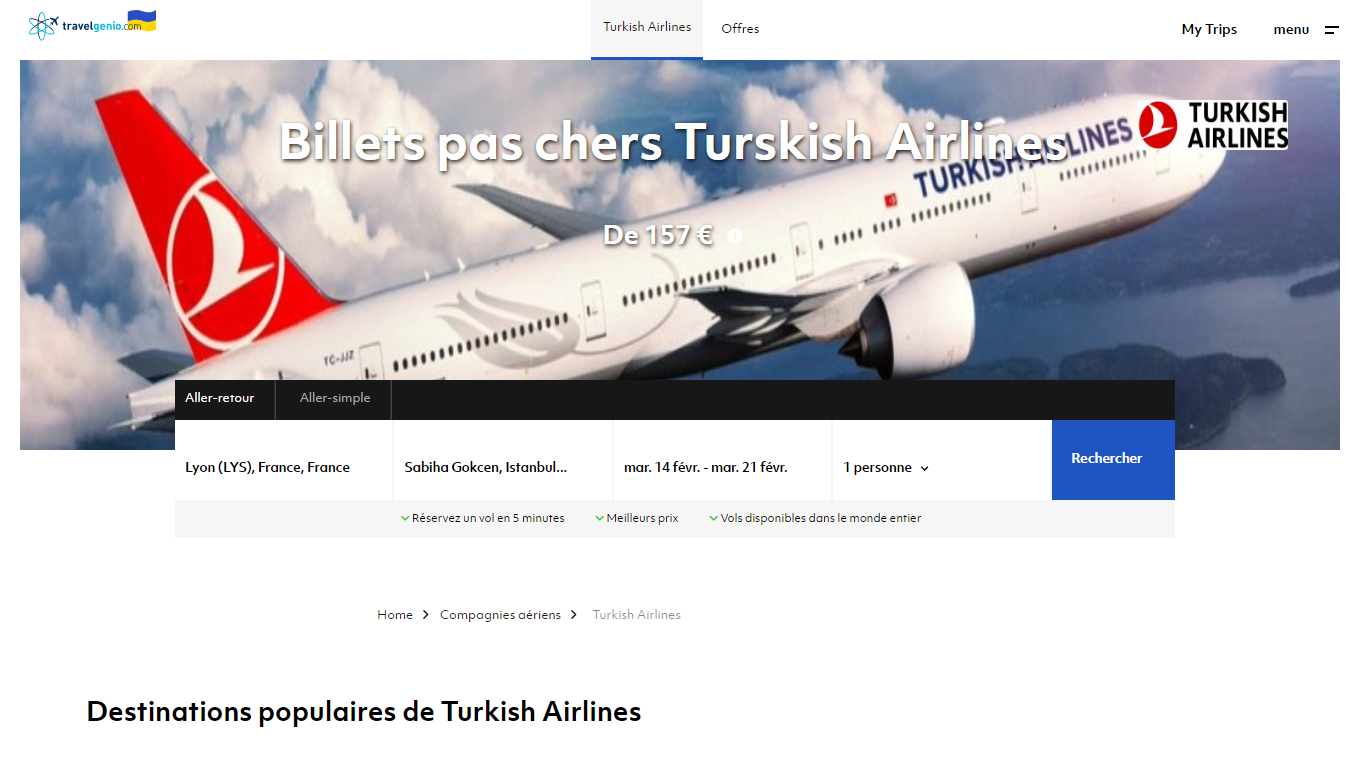 travelgenio.com
Turkish Airlines
Offres
My Trips
menu
Billets pas chers Turskish Airlines
TURKISH AIRLINES
TURKISH
AIRLINES
De 157 €
TC-JJZ
Aller-retour
Aller-simple
Lyon (LYS), France, France
Sabiha Gokcen, Istanbul...
mar. 14 févr. - mar. 21 févr.
1 personne
Rechercher
Réservez un vol en 5 minutes
Meilleurs prix
Vols disponibles dans le monde entier
Home
Compagnies aériens
Turkish Airlines
Destinations populaires de Turkish Airlines